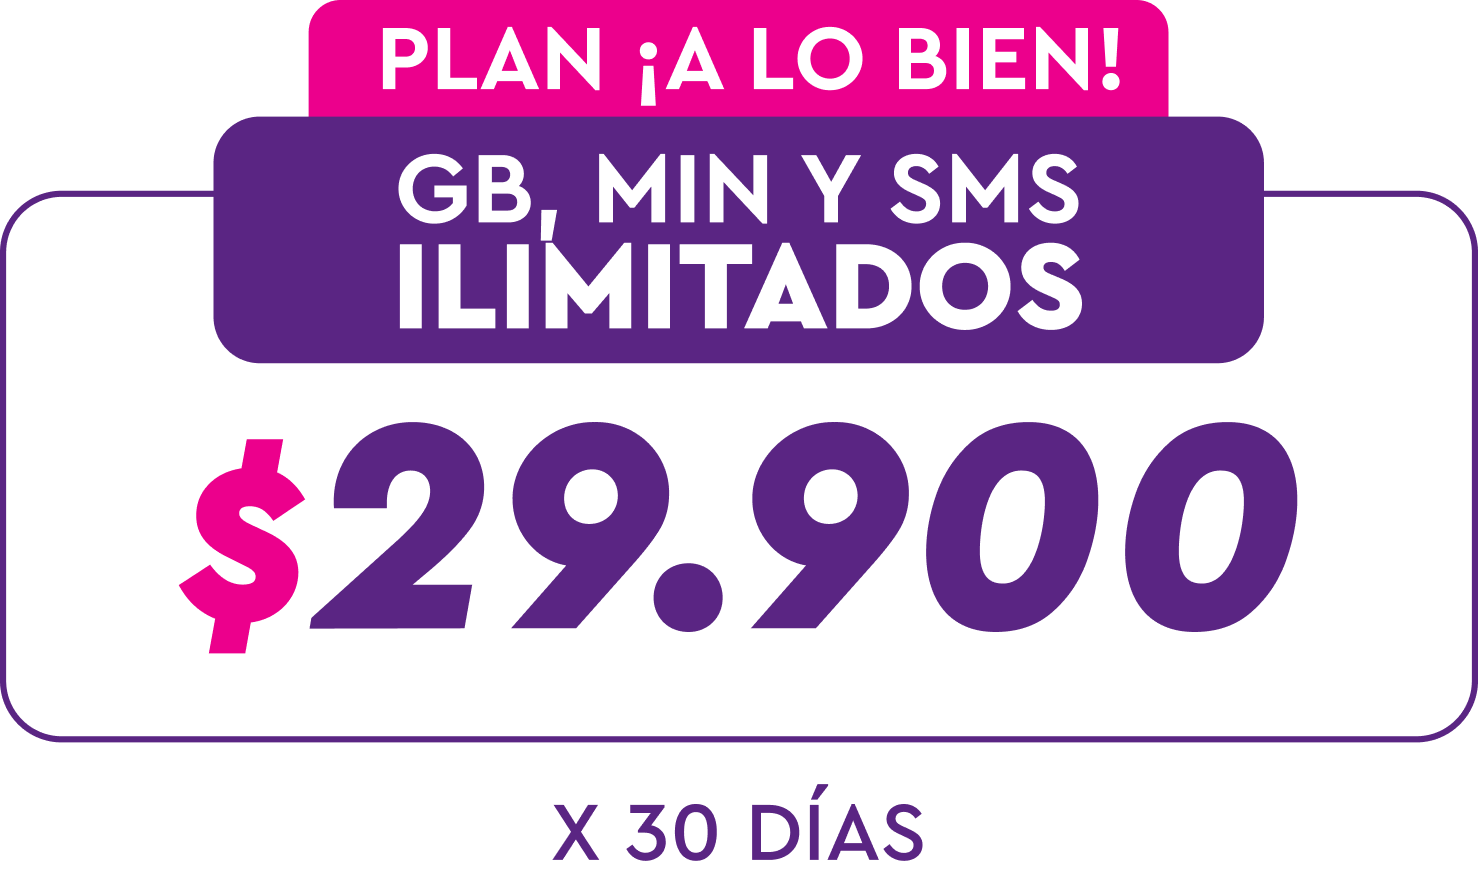 PLAN ¡A LO BIEN!
GB, MIN Y SMS
ILIMITADOS
$29.900
X 30 DÍAS